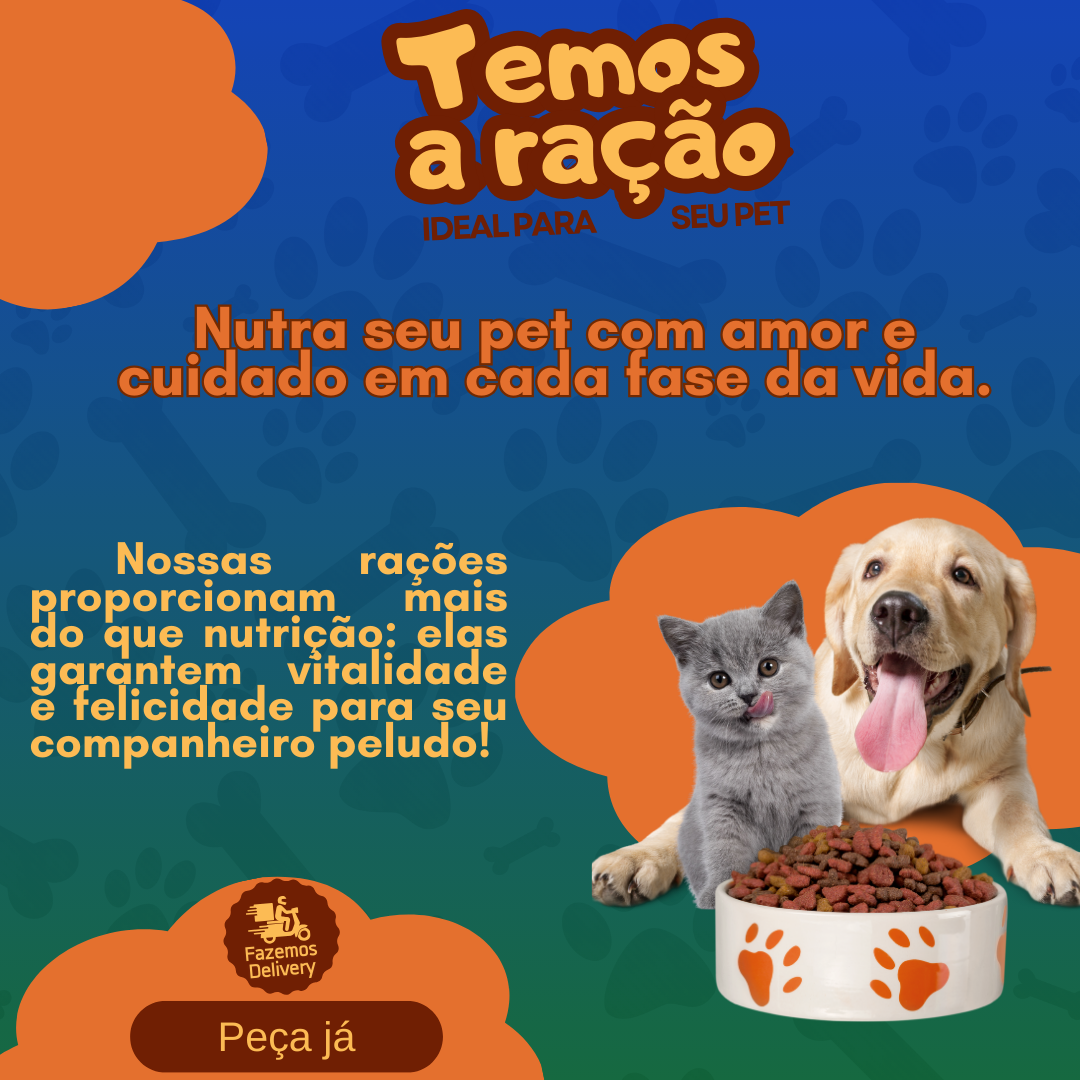 Temos
a ração
IDEAL PARA SEU PET
Nutra seu pet com amor e
cuidado em cada fase da vida.
Nossas rações
proporcionam mais
do que nutrição: elas
garantem vitalidade
e felicidade para seu
companheiro peludo!
Fazemos
Delivery
Peça já